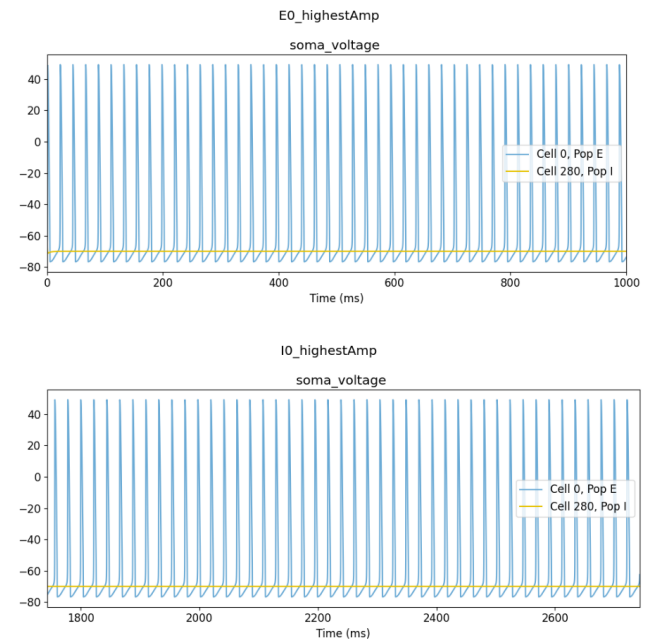 E0_highestAmp
soma_voltage
40
20
0
−20
−40
−60
−80
Cell 0, Pop E
Cell 280, Pop I
0 200 400 600 800 1000
Time (ms)
I0_highestAmp
soma_voltage
40
20
0
−20
−40
−60
−80
Cell 0, Pop E
Cell 280, Pop I
1800 2000 2200 2400 2600
Time (ms)